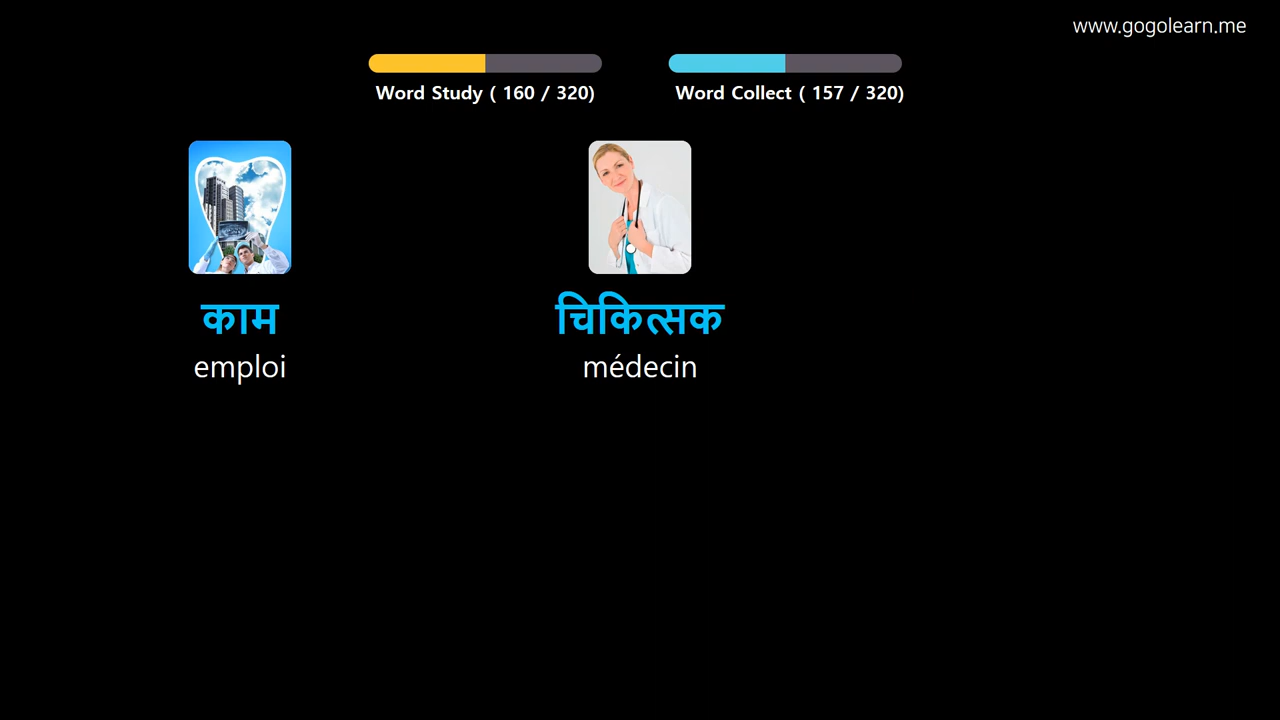 www.gogolearn.me
Word Study ( 160 / 320)
Word Collect ( 157 / 320)
काम
emploi
चिकित्सक
médecin